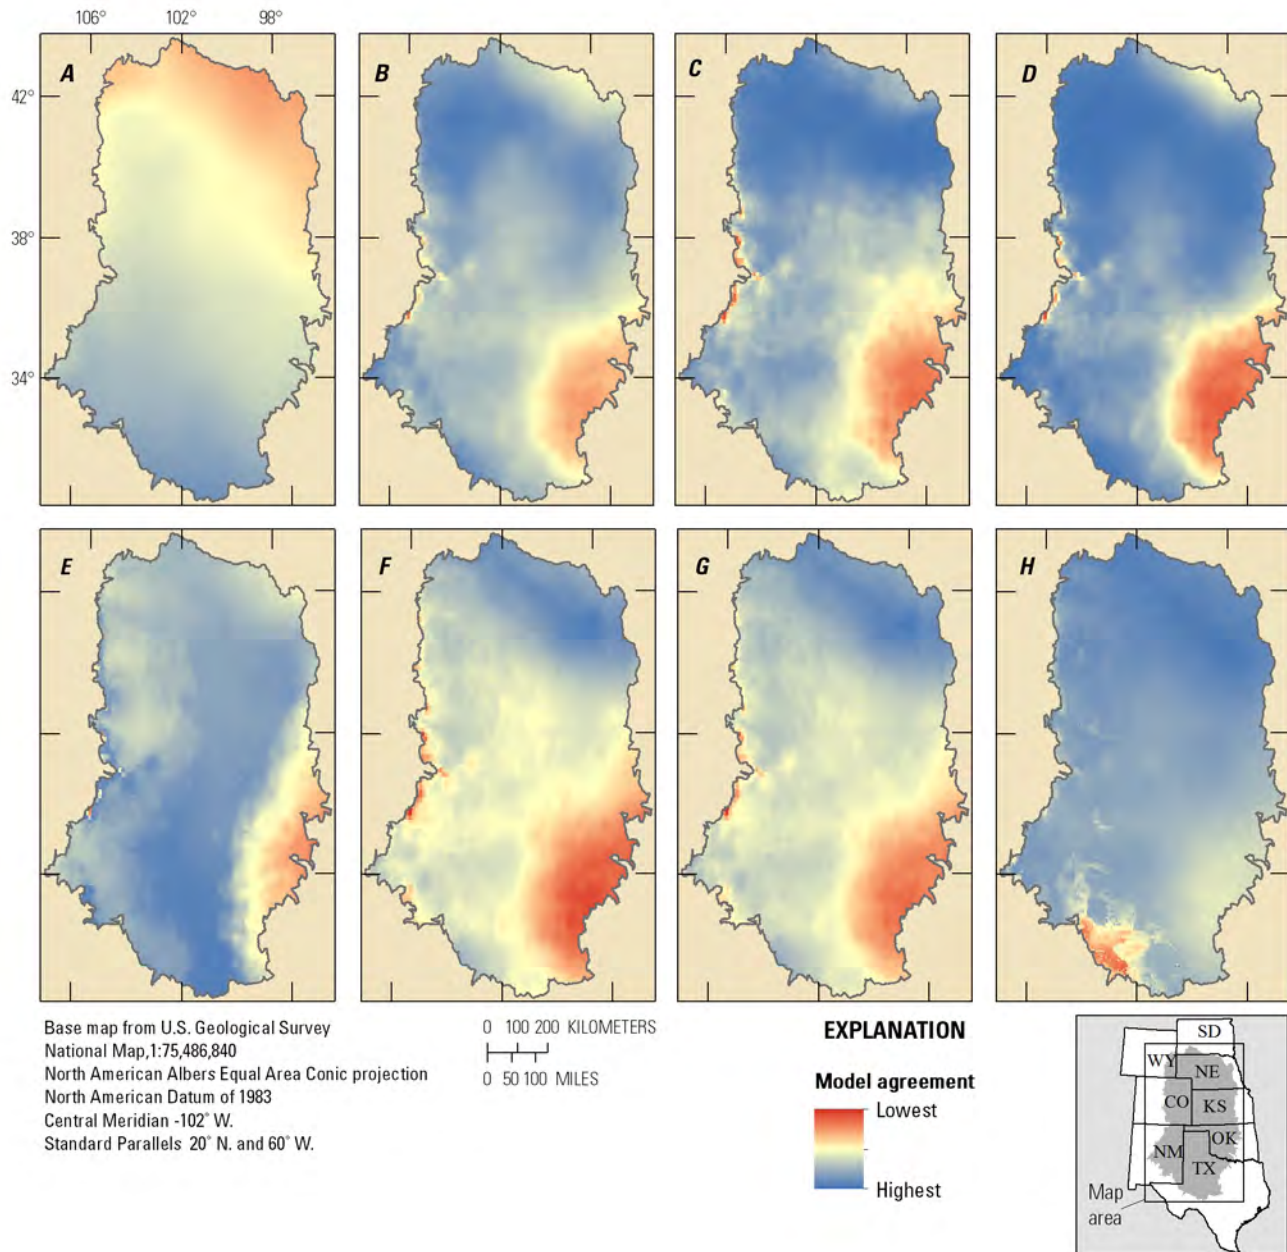 106° 102° 98°
A
B
C
D
42°
38°
34°
E
F
G
H
Base map from U.S. Geological Survey
National Map,1:75,486,840
North American Albers Equal Area Conic projection
North American Datum of 1983
Central Meridian -102° W.
Standard Parallels 20° N. and 60° W.
0 100 200 KILOMETERS
0 50 100 MILES
EXPLANATION
Model agreement
Lowest
Highest
SD
WY
NE
CO
KS
OK
NM
TX
Map
area